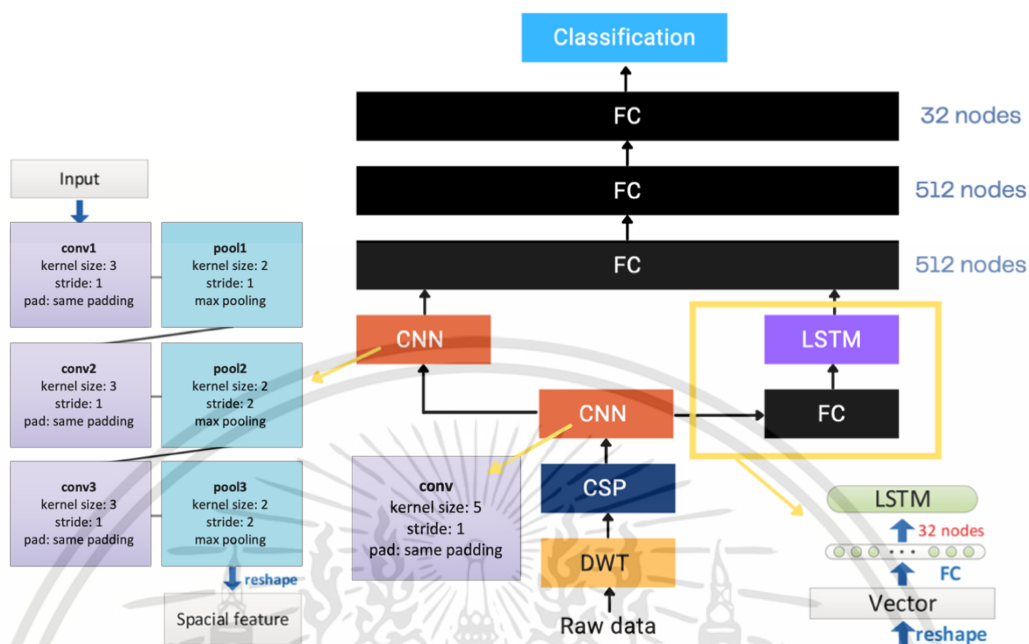 Classification
FC
32 nodes
FC
512 nodes
FC
512 nodes
Input
conv1
kernel size: 3
stride: 1
pad: same padding
pool1
kernel size: 2
stride: 1
max pooling
conv2
kernel size: 3
stride: 1
pad: same padding
pool2
kernel size: 2
stride: 2
max pooling
conv3
kernel size: 3
stride: 1
pad: same padding
pool3
kernel size: 2
stride: 2
max pooling
reshape
Spacial feature
CNN
LSTM
CNN
FC
conv
kernel size: 5
stride: 1
pad: same padding
CSP
DWT
Raw data
LSTM
32 nodes
FC
Vector
reshape